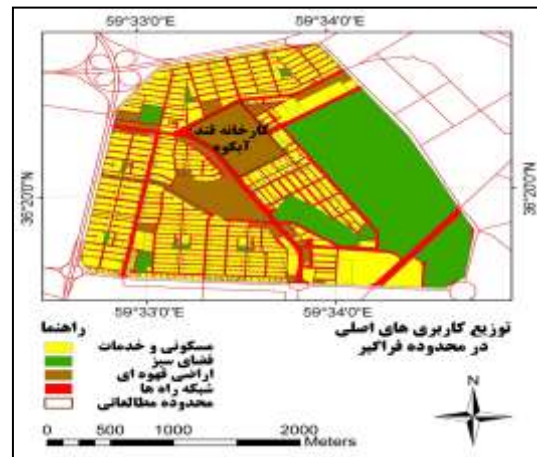 59°33'0"E 59°34'0"E
36°20'0"N
36°20'0"N
کارخانه قند
آبکوه
59°33'0"E 59°34'0"E
توزیع کاربری های اصلی
در محدوده فراگیر
راهنما
مسکونی و خدمات
فضای سبز
اراضی قهوه ای
شبکه راه ها
محدوده مطالعاتی
N
0 500 1000 2000
Meters